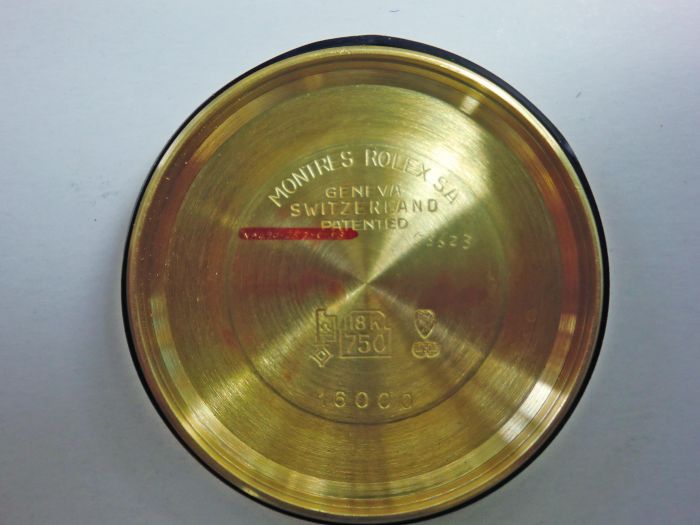 MONTRES ROLEX SA
GENEVA
SWITZERLAND
PATENTED
18K
750
16000